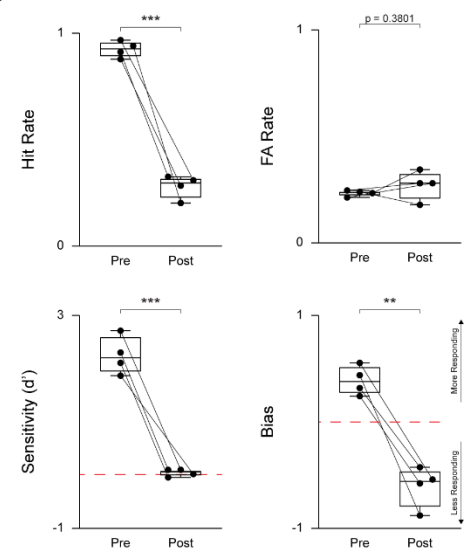 ***
1
Hit Rate
0
Pre
Post
p = 0.3801
1
FA Rate
0
Pre
Post
***
3
Sensitivity (d')
-1
Pre
Post
**
1
Bias
-1
Pre
Post
More Responding
Less Responding